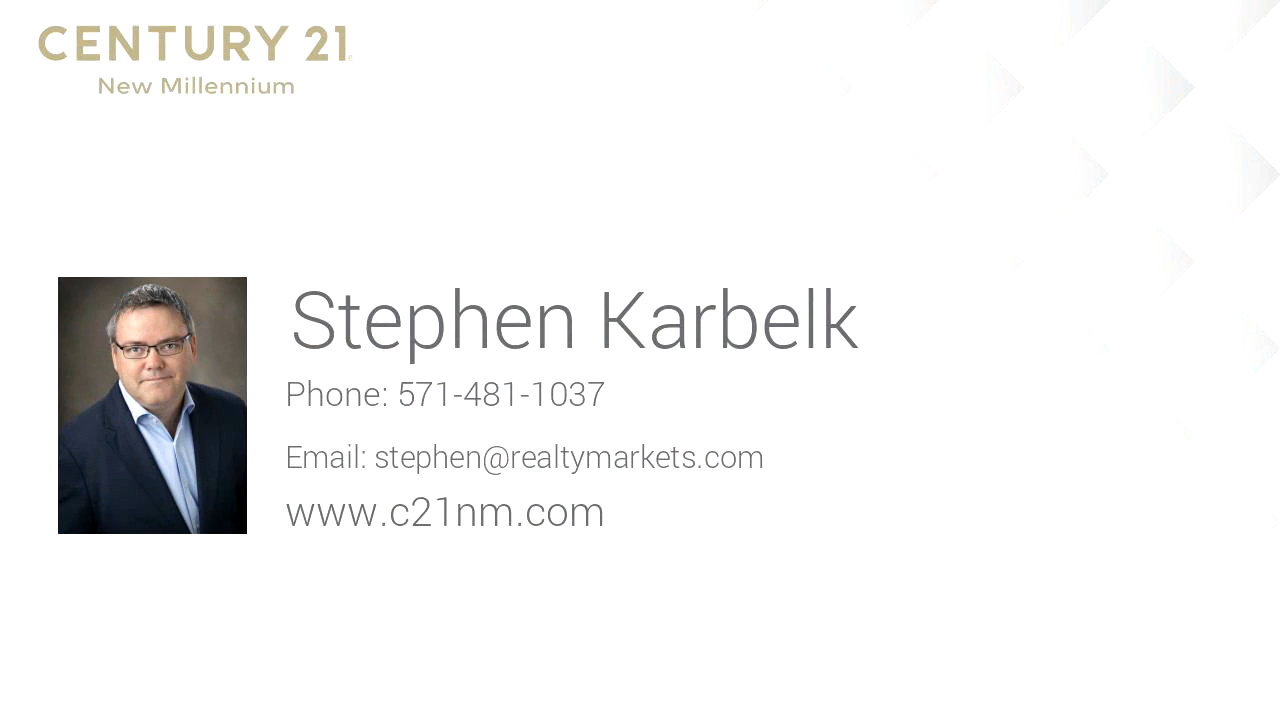 CENTURY 21
New Millennium
Stephen Karbelk
Phone: 571-481-1037
Email: stephen@realtymarkets.com
www.c21nm.com